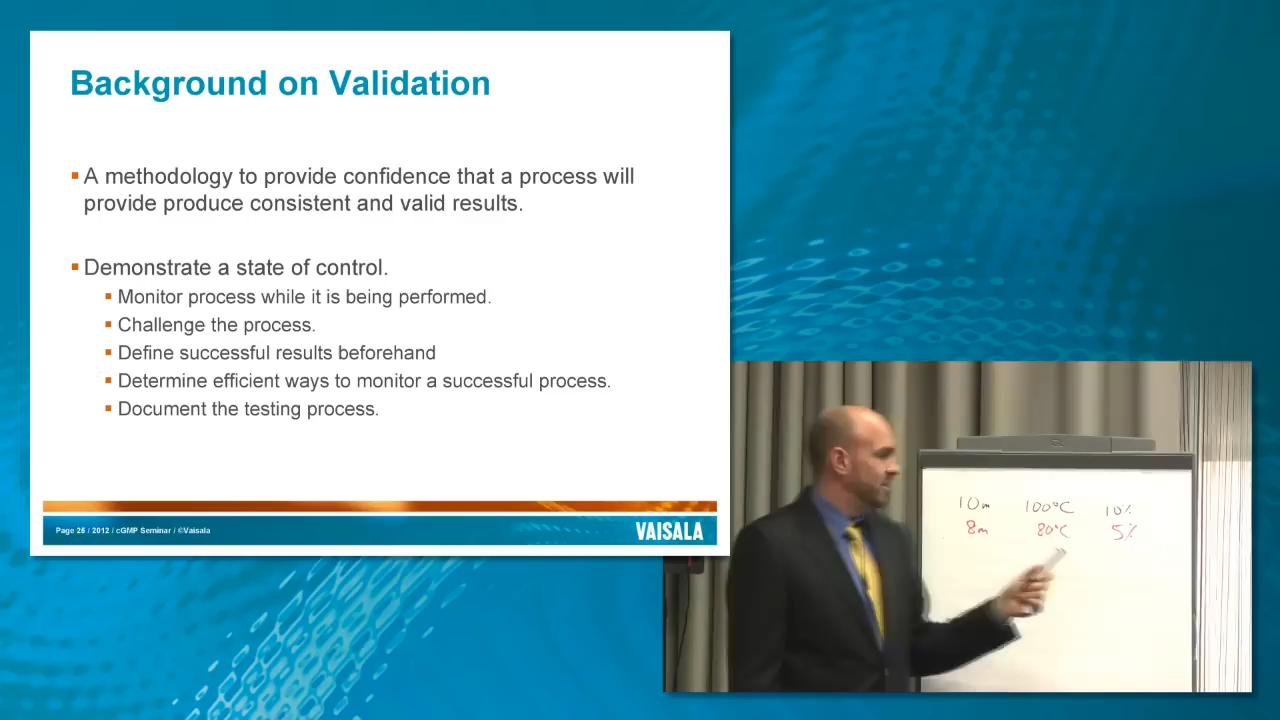 Background on Validation
▪ A methodology to provide confidence that a process will
provide produce consistent and valid results.
▪ Demonstrate a state of control.
▪ Monitor process while it is being performed.
▪ Challenge the process.
▪ Define successful results beforehand
▪ Determine efficient ways to monitor a successful process.
▪ Document the testing process.
Page 25 / 2012 / cGMP Seminar / ©Vaisala
VAISALA
10m 100°C 10%
8m 80°C 5%